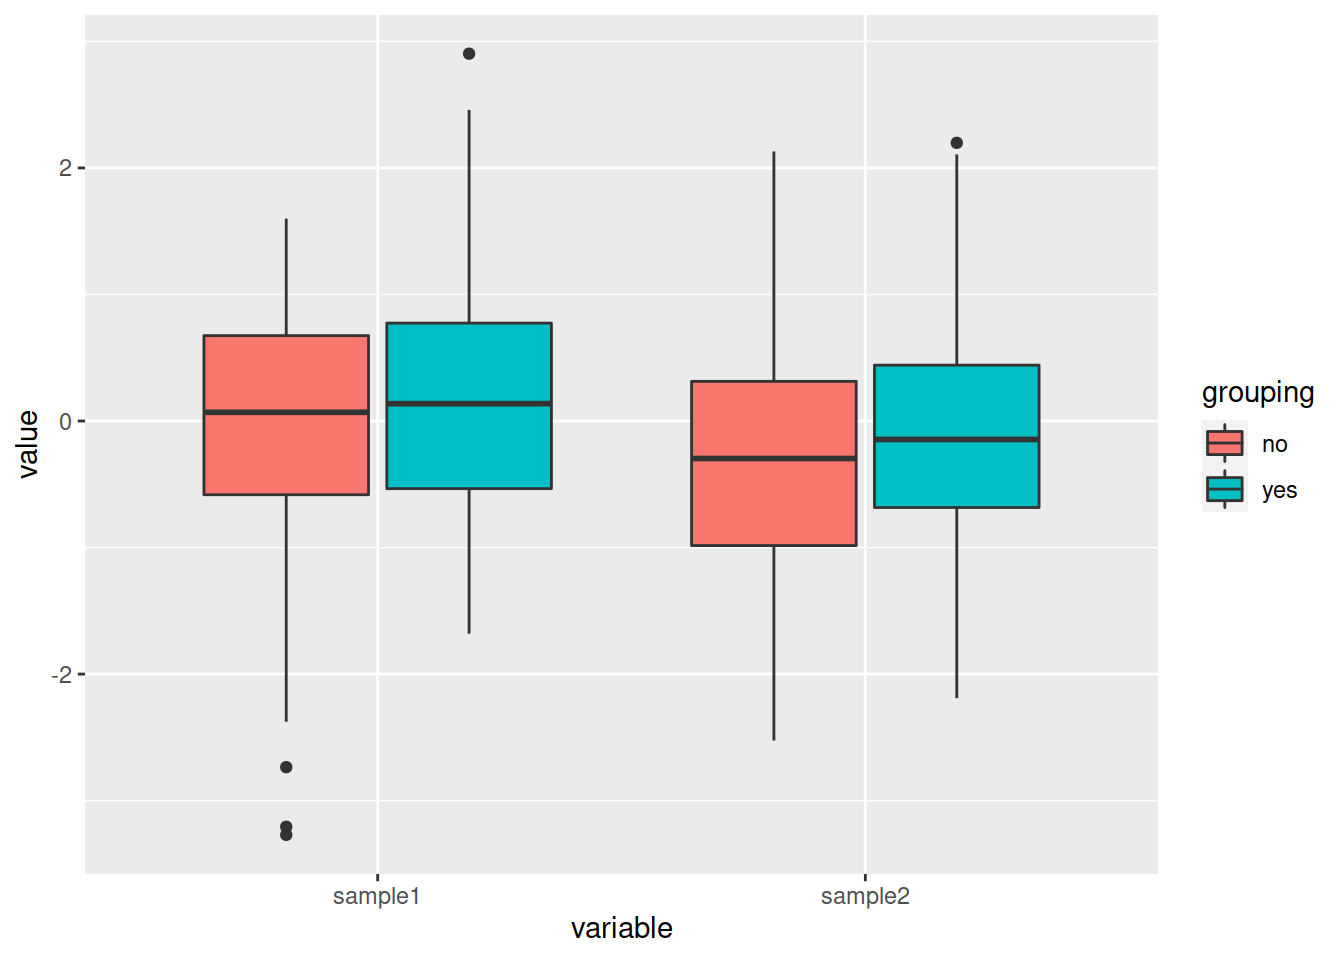 value
2
0
-2
sample1
sample2
variable
grouping
no
yes